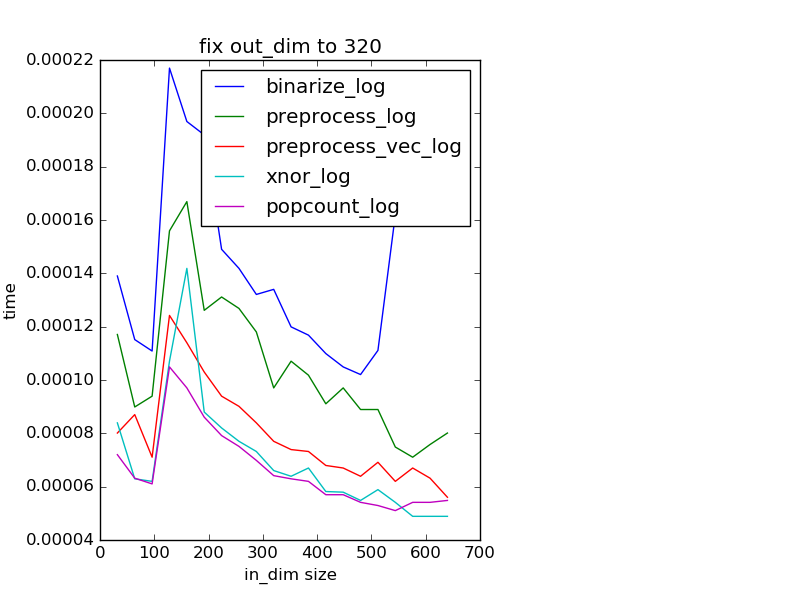 fix out_dim to 320
0.00022
0.00020
0.00018
0.00016
0.00014
0.00012
0.00010
0.00008
0.00006
0.00004
time
binarize_log
preprocess_log
preprocess_vec_log
xnor_log
popcount_log
0 100 200 300 400 500 600 700
in_dim size